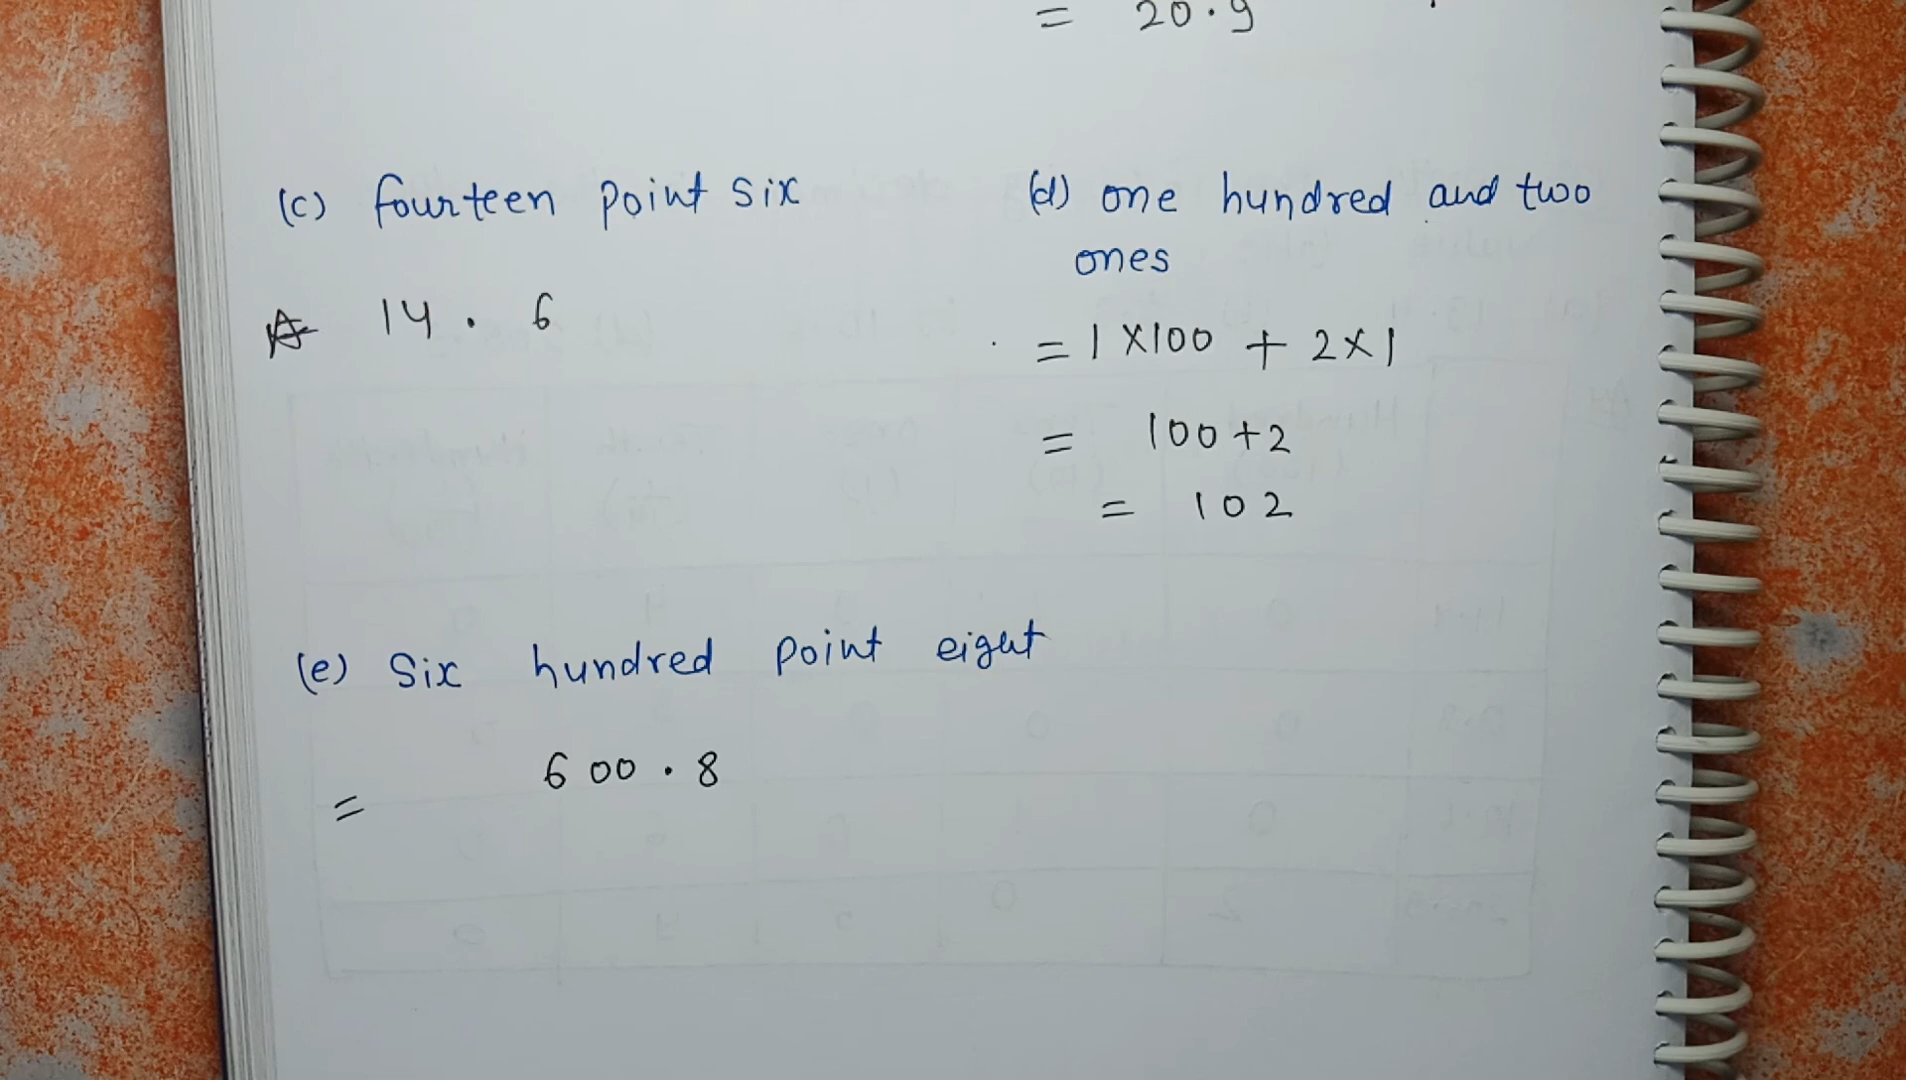 = 20.9
(c) fourteen point six
14. 6
(d) one hundred and two
ones
= 1 X100 + 2X1
= 100+2
= 102
(e) Six hundred point eight
= 600.8